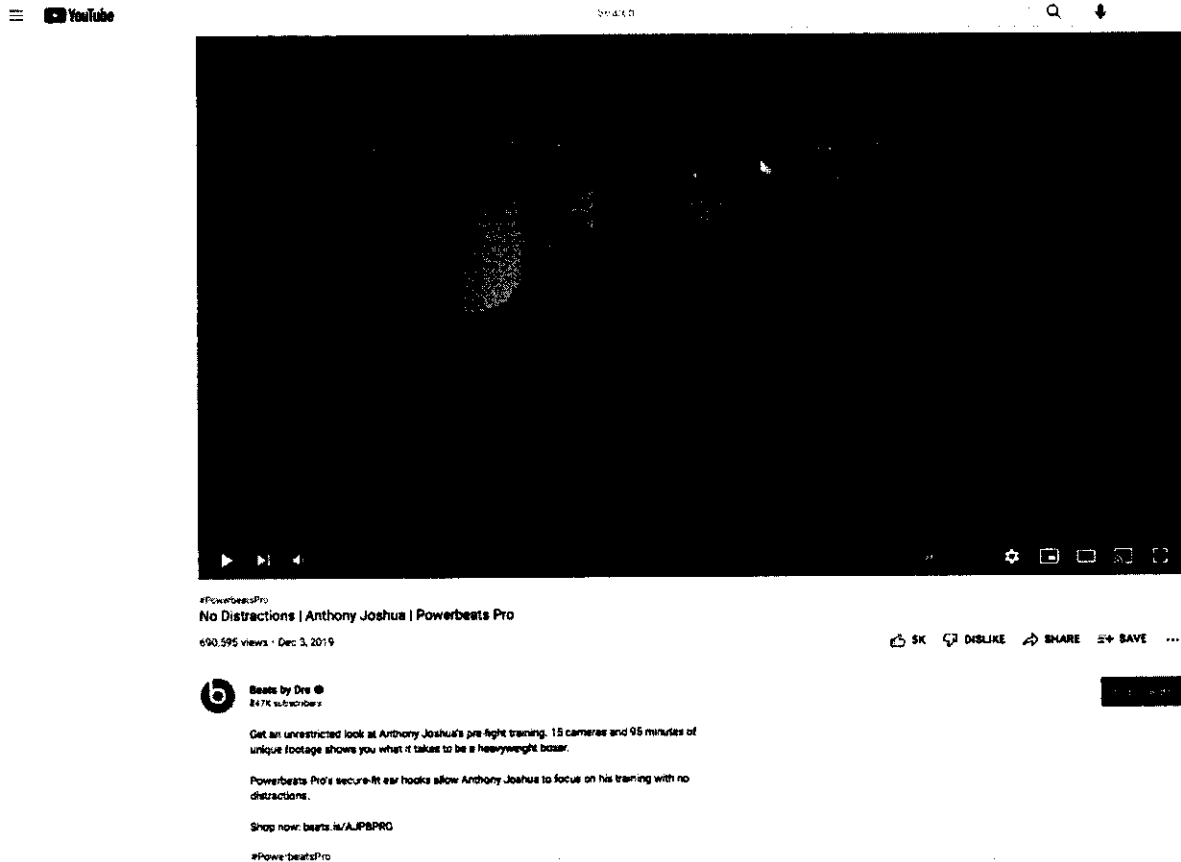 YouTube
Search
#PowerbeatsPro
No Distractions | Anthony Joshua | Powerbeats Pro
690,595 views · Dec 3, 2019
5K DISLIKE SHARE SAVE
Beats by Dre
847K subscribers
Get an unrestricted look at Anthony Joshua's pre-fight training. 15 cameras and 95 minutes of
unique footage shows you what it takes to be a heavyweight boxer.
Powerbeats Pro's secure-fit ear hooks allow Anthony Joshua to focus on his training with no
distractions.
Shop now: beats.is/AJPBPRO
#PowerbeatsPro